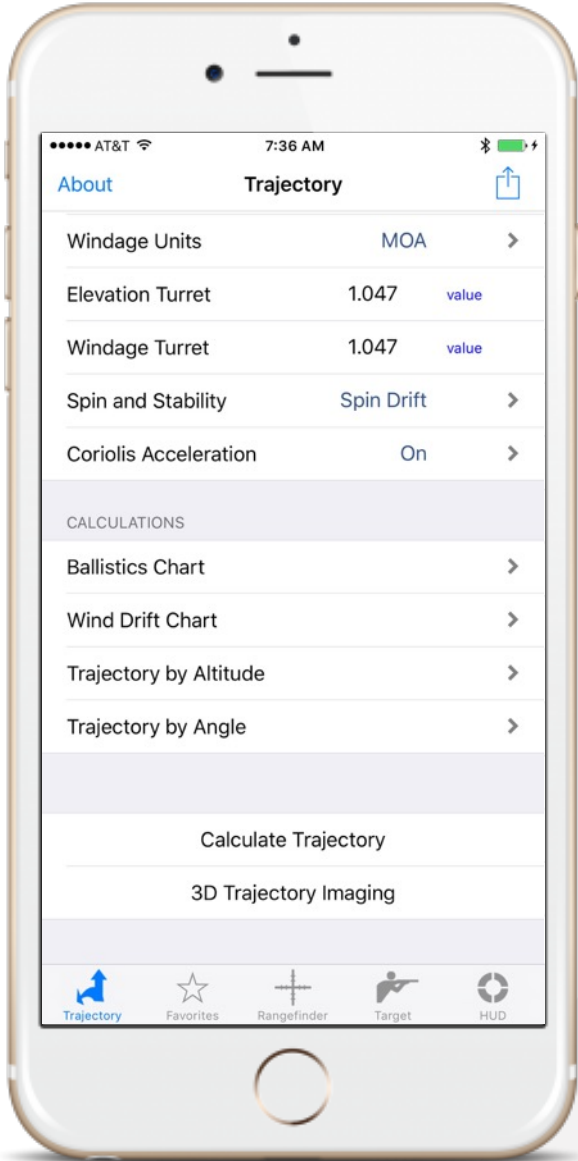 AT&T 7:36 AM
About Trajectory
Windage Units MOA
Elevation Turret 1.047 value
Windage Turret 1.047 value
Spin and Stability Spin Drift
Coriolis Acceleration On
CALCULATIONS
Ballistics Chart
Wind Drift Chart
Trajectory by Altitude
Trajectory by Angle
Calculate Trajectory
3D Trajectory Imaging
Trajectory Favorites Rangefinder Target HUD